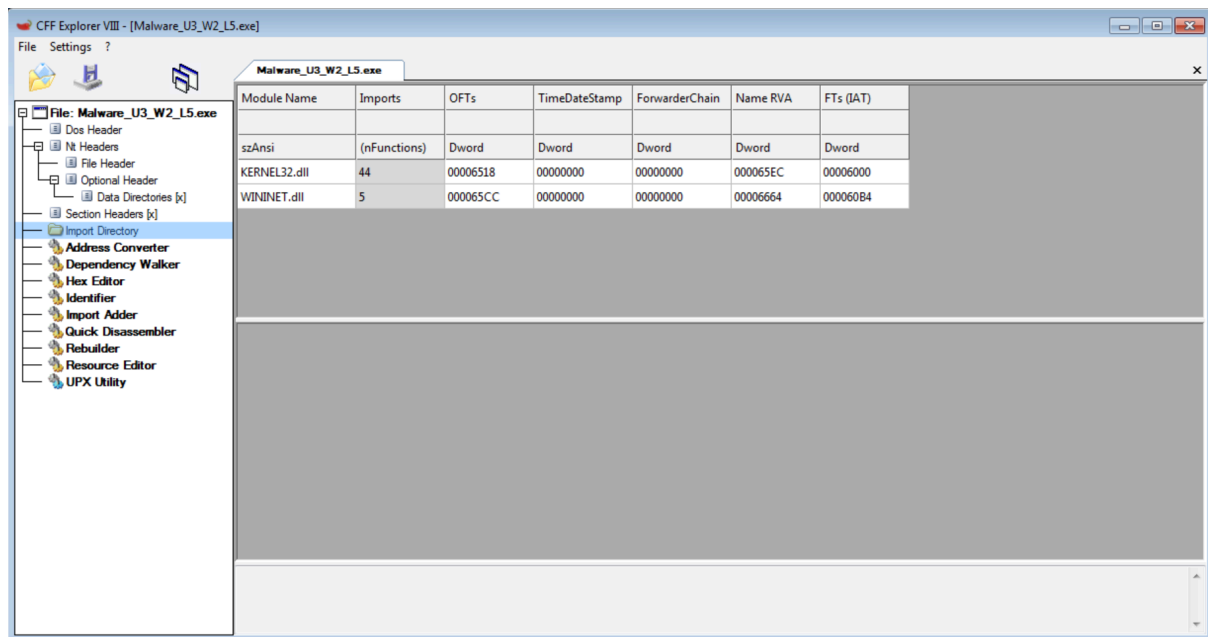 CFF Explorer VIII - [Malware_U3_W2_L5.exe]
File Settings ?
Malware_U3_W2_L5.exe
File: Malware_U3_W2_L5.exe
Dos Header
Nt Headers
File Header
Optional Header
Data Directories [x]
Section Headers [x]
Import Directory
Address Converter
Dependency Walker
Hex Editor
Identifier
Import Adder
Quick Disassembler
Rebuilder
Resource Editor
UPX Utility
Module Name Imports OFTs TimeDateStamp ForwarderChain Name RVA FTs (IAT)
szAnsi (nFunctions) Dword Dword Dword Dword Dword
KERNEL32.dll 44 00006518 00000000 00000000 000065EC 00006000
WININET.dll 5 000065CC 00000000 00000000 00006664 000060B4